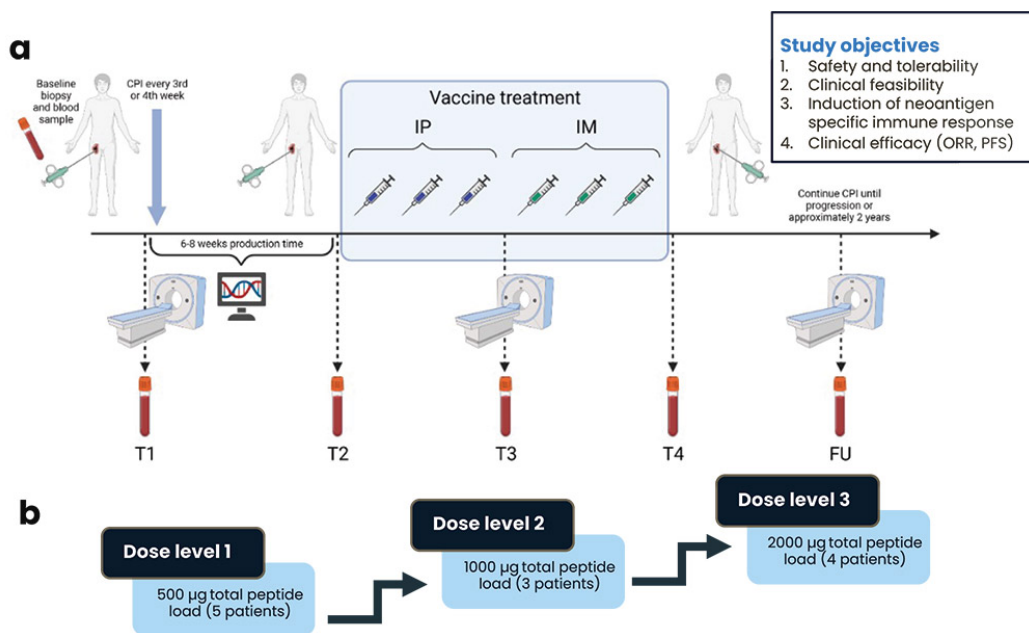 a
Baseline
biopsy
and blood
sample
CPI every 3rd
or 4th week
Vaccine treatment
IP
IM
Study objectives
1. Safety and tolerability
2. Clinical feasibility
3. Induction of neoantigen
specific immune response
4. Clinical efficacy (ORR, PFS)
Continue CPI until
progression or
approximately 2 years
6-8 weeks production time
T1
T2
T3
T4
FU
b
Dose level 1
500 µg total peptide
load (5 patients)
Dose level 2
1000 µg total peptide
load (3 patients)
Dose level 3
2000 µg total peptide
load (4 patients)